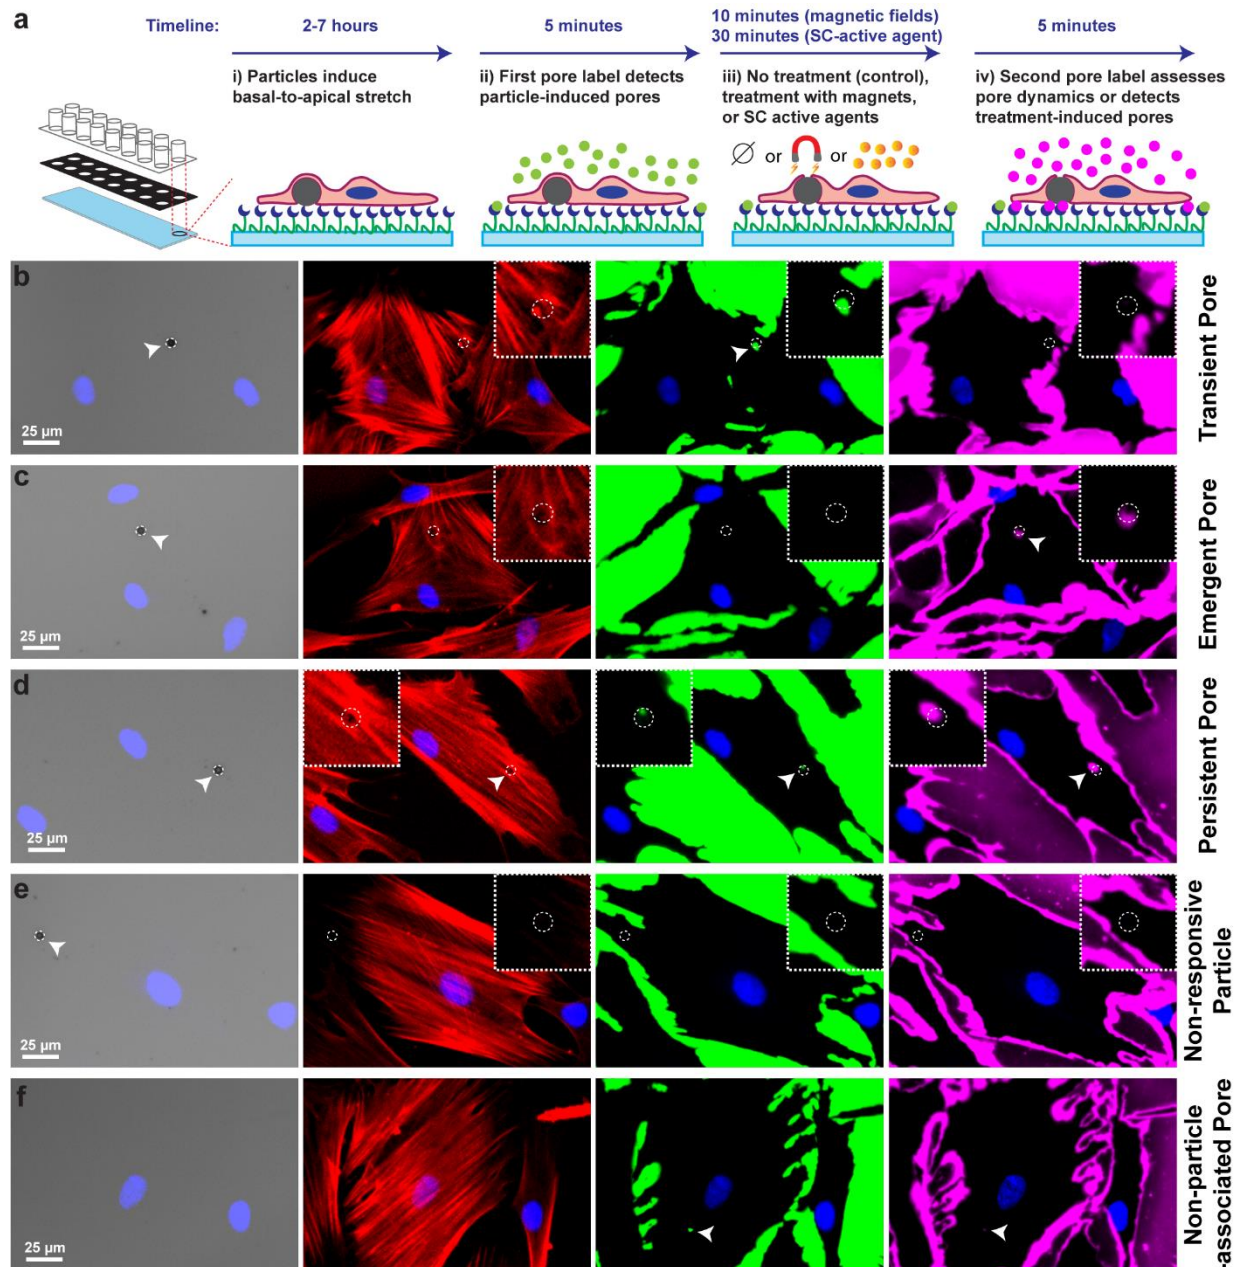 a
Timeline:
2-7 hours
5 minutes
10 minutes (magnetic fields)
30 minutes (SC-active agent)
5 minutes
i) Particles induce
basal-to-apical stretch
ii) First pore label detects
particle-induced pores
iii) No treatment (control),
treatment with magnets,
or SC active agents
iv) Second pore label assesses
pore dynamics or detects
treatment-induced pores
or
or
b
25 µm
Transient Pore
c
25 µm
Emergent Pore
d
25 µm
Persistent Pore
e
25 µm
Non-responsive
Particle
f
25 µm
Non-particle
-associated Pore